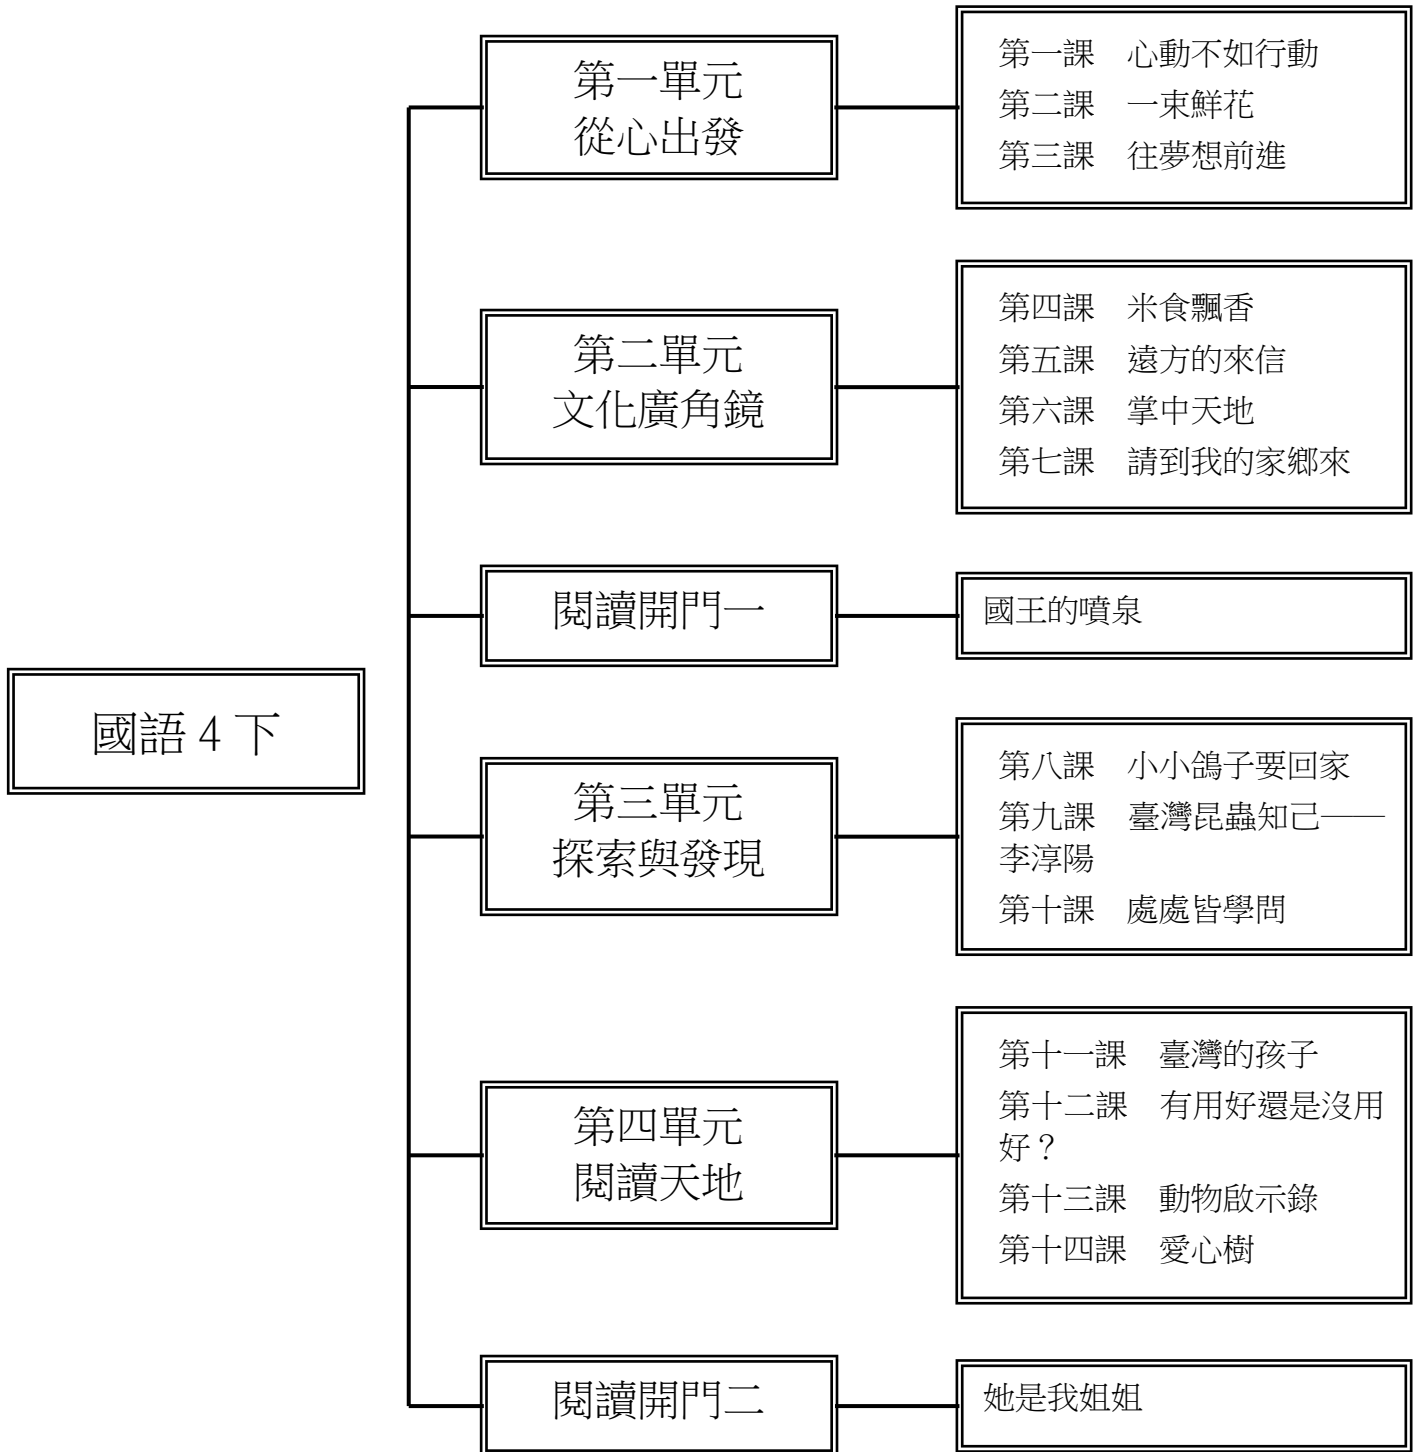 第一單元
從心出發
第一課　心動不如行動
第二課　一束鮮花
第三課　往夢想前進
第二單元
文化廣角鏡
第四課　米食飄香
第五課　遠方的來信
第六課　掌中天地
第七課　請到我的家鄉來
閱讀開門一
國王的噴泉
國語 4 下
第三單元
探索與發現
第八課　小小鴿子要回家
第九課　臺灣昆蟲知己——
李淳陽
第十課　處處皆學問
第四單元
閱讀天地
第十一課　臺灣的孩子
第十二課　有用好還是沒用
好？
第十三課　動物啟示錄
第十四課　愛心樹
閱讀開門二
她是我姐姐